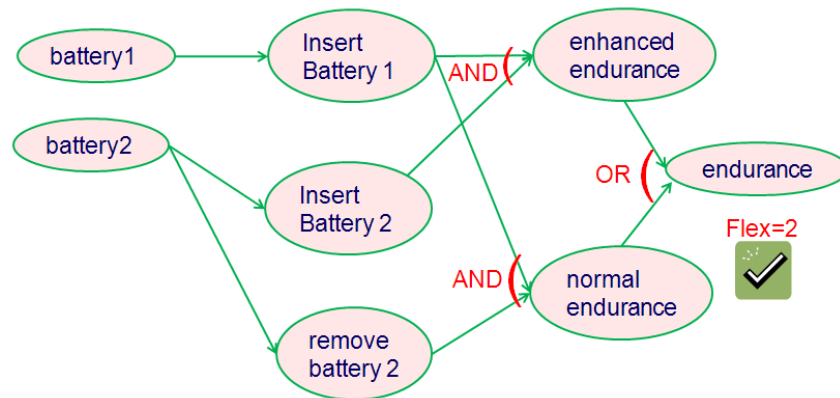 battery1
Insert
Battery 1
AND
enhanced
endurance
battery2
Insert
Battery 2
OR
endurance
Flex=2
AND
normal
endurance
remove
battery 2